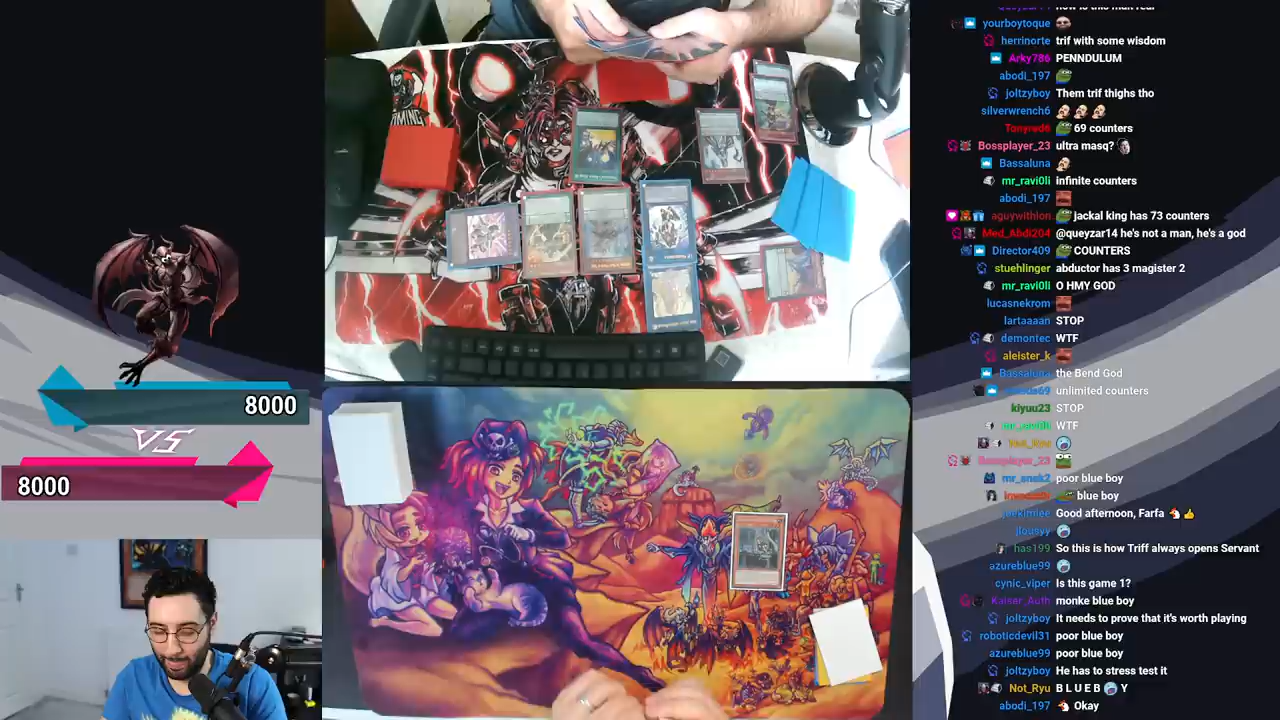 yourboytoque
herrinorte trif with some wisdom
Arky786 PENNDULUM
abodi_197
joltzyboy Them trif thighs tho
silverwrench6
Tonyred6 69 counters
Bossplayer_23 ultra masq?
Bassaluna
mr_ravi0li infinite counters
abodi_197
aguywithlon jackal king has 73 counters
Med_Abdi204 @queyzar14 he's not a man, he's a god
Director409 COUNTERS
stuehlinger abductor has 3 magister 2
mr_ravi0li O HMY GOD
lucasnekrom
lartaaaan STOP
demontec WTF
aleister_k
Bassaluna the Bend God
unlimited counters
kiyuu23 STOP
mr_ravi0li WTF
Not_Ryu
Bossplayer_23
mr_snek2 poor blue boy
blue boy
Good afternoon, Farfa
jlousyy
has199 So this is how Triff always opens Servant
azureblue99
cynic_viper Is this game 1?
Kaiser_Auth monke blue boy
joltzyboy It needs to prove that it's worth playing
roboticdevil31 poor blue boy
azureblue99 poor blue boy
joltzyboy He has to stress test it
Not_Ryu B L U E B Y
abodi_197 Okay
8000
VS
8000